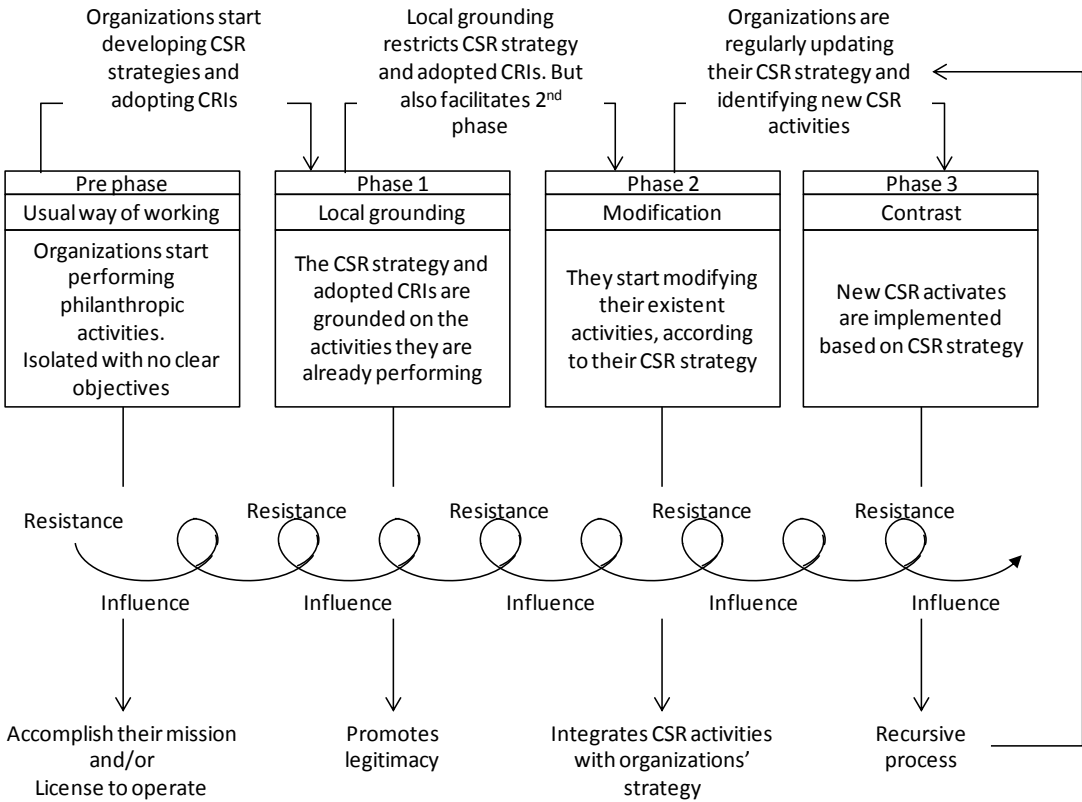 Organizations start
developing CSR
strategies and
adopting CRIs
Local grounding
restricts CSR strategy
and adopted CRIs. But
also facilitates 2nd
phase
Organizations are
regularly updating
their CSR strategy and
identifying new CSR
activities
Pre phase
Usual way of working
Organizations start
performing
philanthropic
activities.
Isolated with no clear
objectives
Phase 1
Local grounding
The CSR strategy and
adopted CRIs are
grounded on the
activities they are
already performing
Phase 2
Modification
They start modifying
their existent
activities, according
to their CSR strategy
Phase 3
Contrast
New CSR activates
are implemented
based on CSR strategy
Resistance
Resistance
Resistance
Resistance
Resistance
Influence
Influence
Influence
Influence
Influence
Accomplish their mission
and/or
License to operate
Promotes
legitimacy
Integrates CSR activities
with organizations’
strategy
Recursive
process